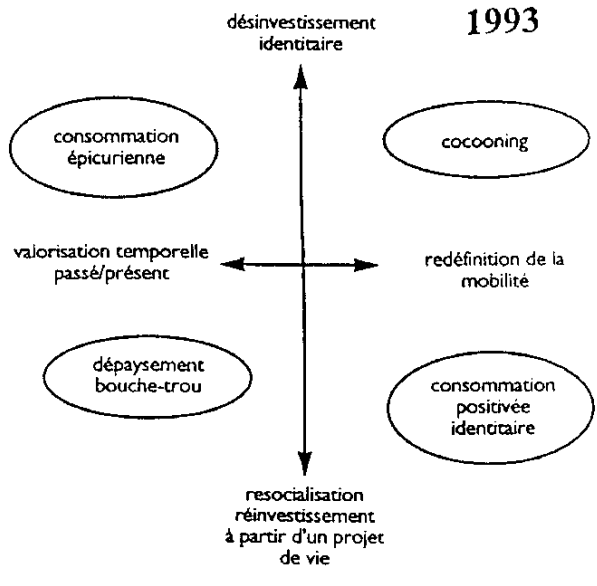 désinvestissement
identitaire
1993
consommation
épicurienne
cocooning
valorisation temporelle
passé/présent
redéfinition de la
mobilité
dépaysement
bouche-trou
consommation
positivée
identitaire
resocialisation
réinvestissement
à partir d'un projet
de vie